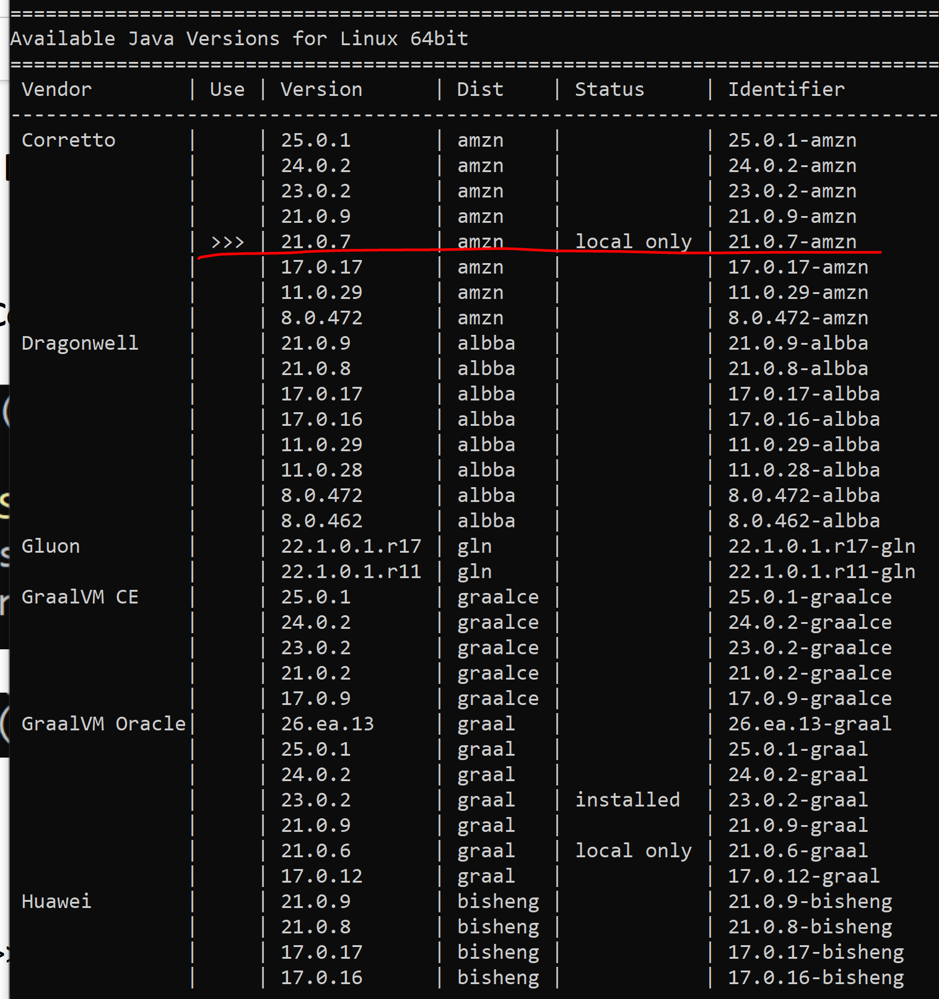 ================================================================================
Available Java Versions for Linux 64bit
================================================================================
Vendor | Use | Version | Dist | Status | Identifier
--------------------------------------------------------------------------------
Corretto | | 25.0.1 | amzn | | 25.0.1-amzn
| | 24.0.2 | amzn | | 24.0.2-amzn
| | 23.0.2 | amzn | | 23.0.2-amzn
| | 21.0.9 | amzn | | 21.0.9-amzn
| >>> | 21.0.7 | amzn | local only | 21.0.7-amzn
| | 17.0.17 | amzn | | 17.0.17-amzn
| | 11.0.29 | amzn | | 11.0.29-amzn
| | 8.0.472 | amzn | | 8.0.472-amzn
Dragonwell | | 21.0.9 | albba | | 21.0.9-albba
| | 21.0.8 | albba | | 21.0.8-albba
| | 17.0.17 | albba | | 17.0.17-albba
| | 17.0.16 | albba | | 17.0.16-albba
| | 11.0.29 | albba | | 11.0.29-albba
| | 11.0.28 | albba | | 11.0.28-albba
| | 8.0.472 | albba | | 8.0.472-albba
| | 8.0.462 | albba | | 8.0.462-albba
Gluon | | 22.1.0.1.r17 | gln | | 22.1.0.1.r17-gln
| | 22.1.0.1.r11 | gln | | 22.1.0.1.r11-gln
GraalVM CE | | 25.0.1 | graalce | | 25.0.1-graalce
| | 24.0.2 | graalce | | 24.0.2-graalce
| | 23.0.2 | graalce | | 23.0.2-graalce
| | 21.0.2 | graalce | | 21.0.2-graalce
| | 17.0.9 | graalce | | 17.0.9-graalce
GraalVM Oracle| | 26.ea.13 | graal | | 26.ea.13-graal
| | 25.0.1 | graal | | 25.0.1-graal
| | 24.0.2 | graal | | 24.0.2-graal
| | 23.0.2 | graal | installed | 23.0.2-graal
| | 21.0.9 | graal | | 21.0.9-graal
| | 21.0.6 | graal | local only | 21.0.6-graal
| | 17.0.12 | graal | | 17.0.12-graal
Huawei | | 21.0.9 | bisheng | | 21.0.9-bisheng
| | 21.0.8 | bisheng | | 21.0.8-bisheng
| | 17.0.17 | bisheng | | 17.0.17-bisheng
| | 17.0.16 | bisheng | | 17.0.16-bisheng